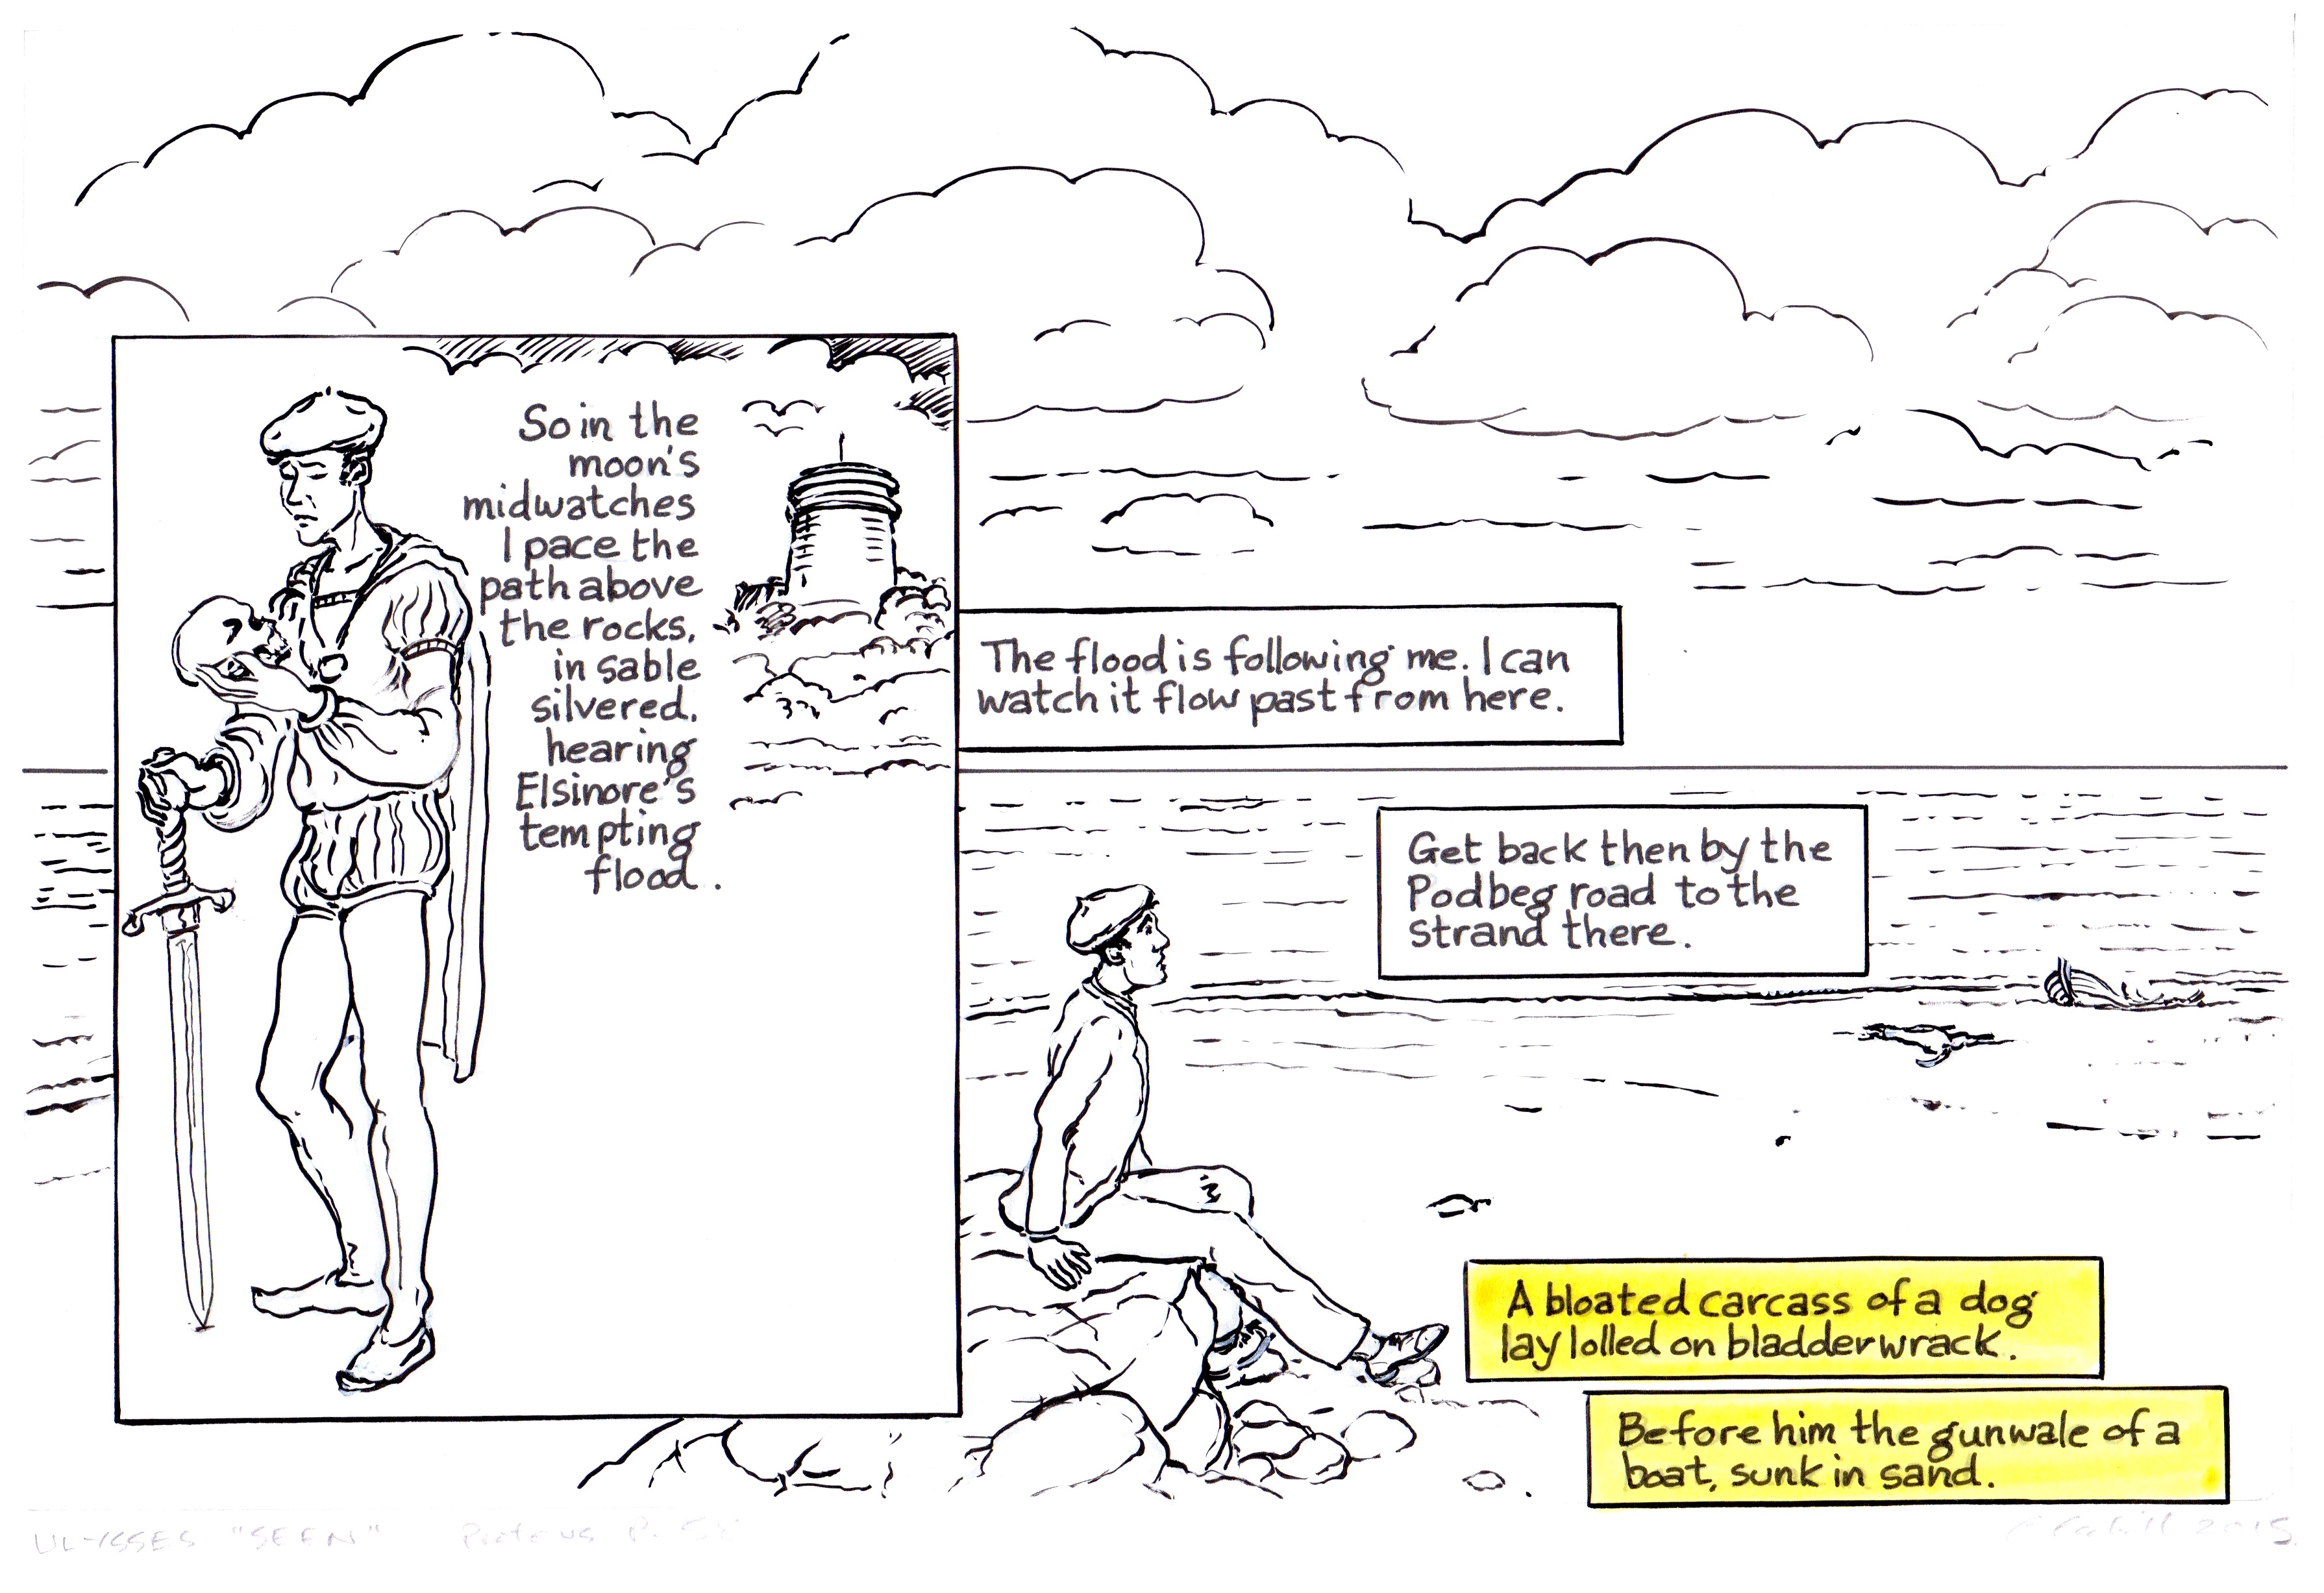 So in the
moon's
midwatches
I pace the
path above
the rocks,
in sable
silvered,
hearing
Elsinore's
tempting
flood.
The flood is following me. I can
watch it flow past from here.
Get back then by the
Podbeg road to the
strand there.
A bloated carcass of a dog
lay lolled on bladderwrack.
Before him the gunwale of a
boat, sunk in sand.
ULYSSES "SEEN" Proteus P.
2015